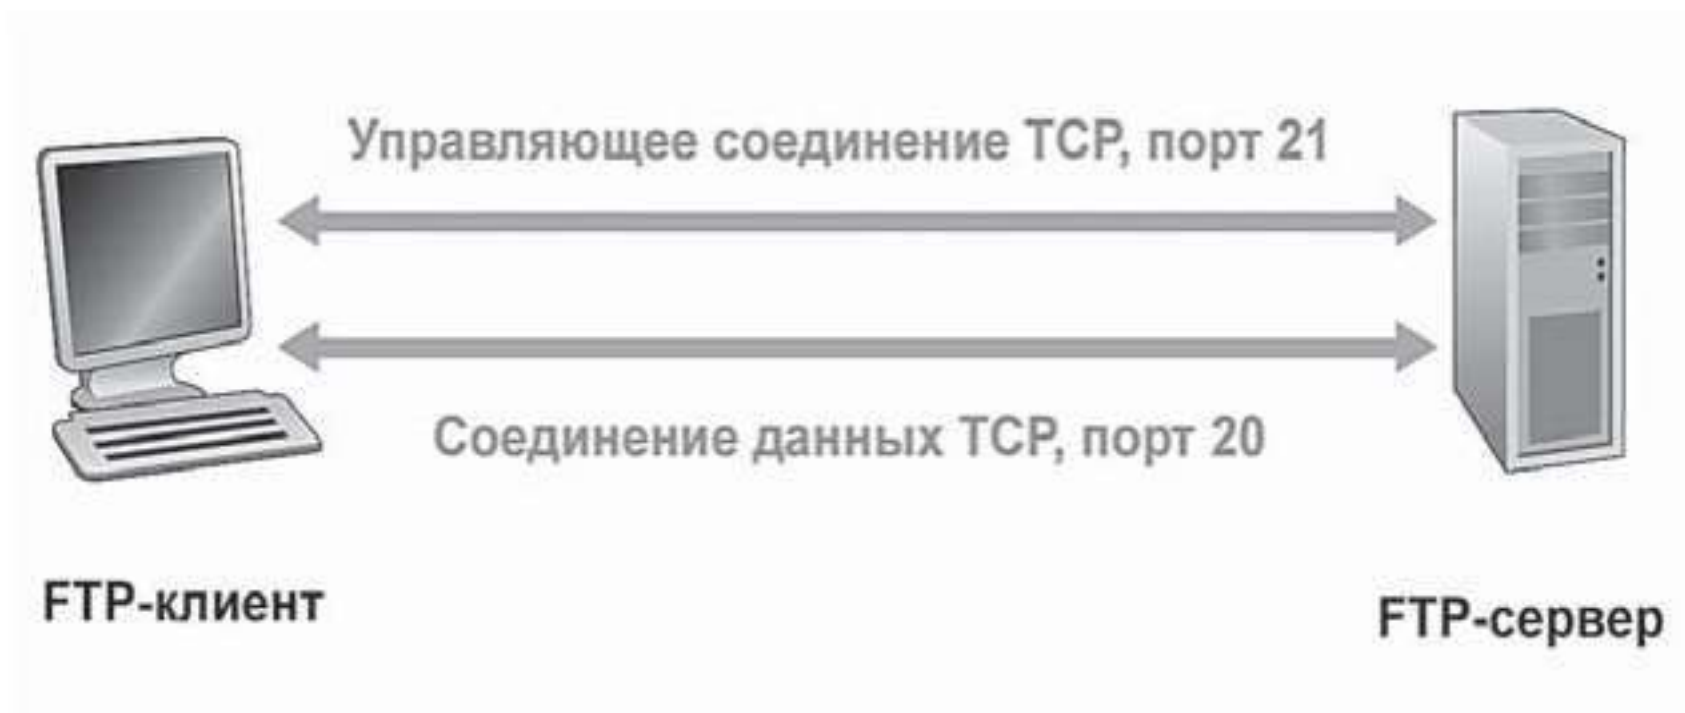 Управляющее соединение TCP, порт 21
Соединение данных TCP, порт 20
FTP-клиент
FTP-сервер